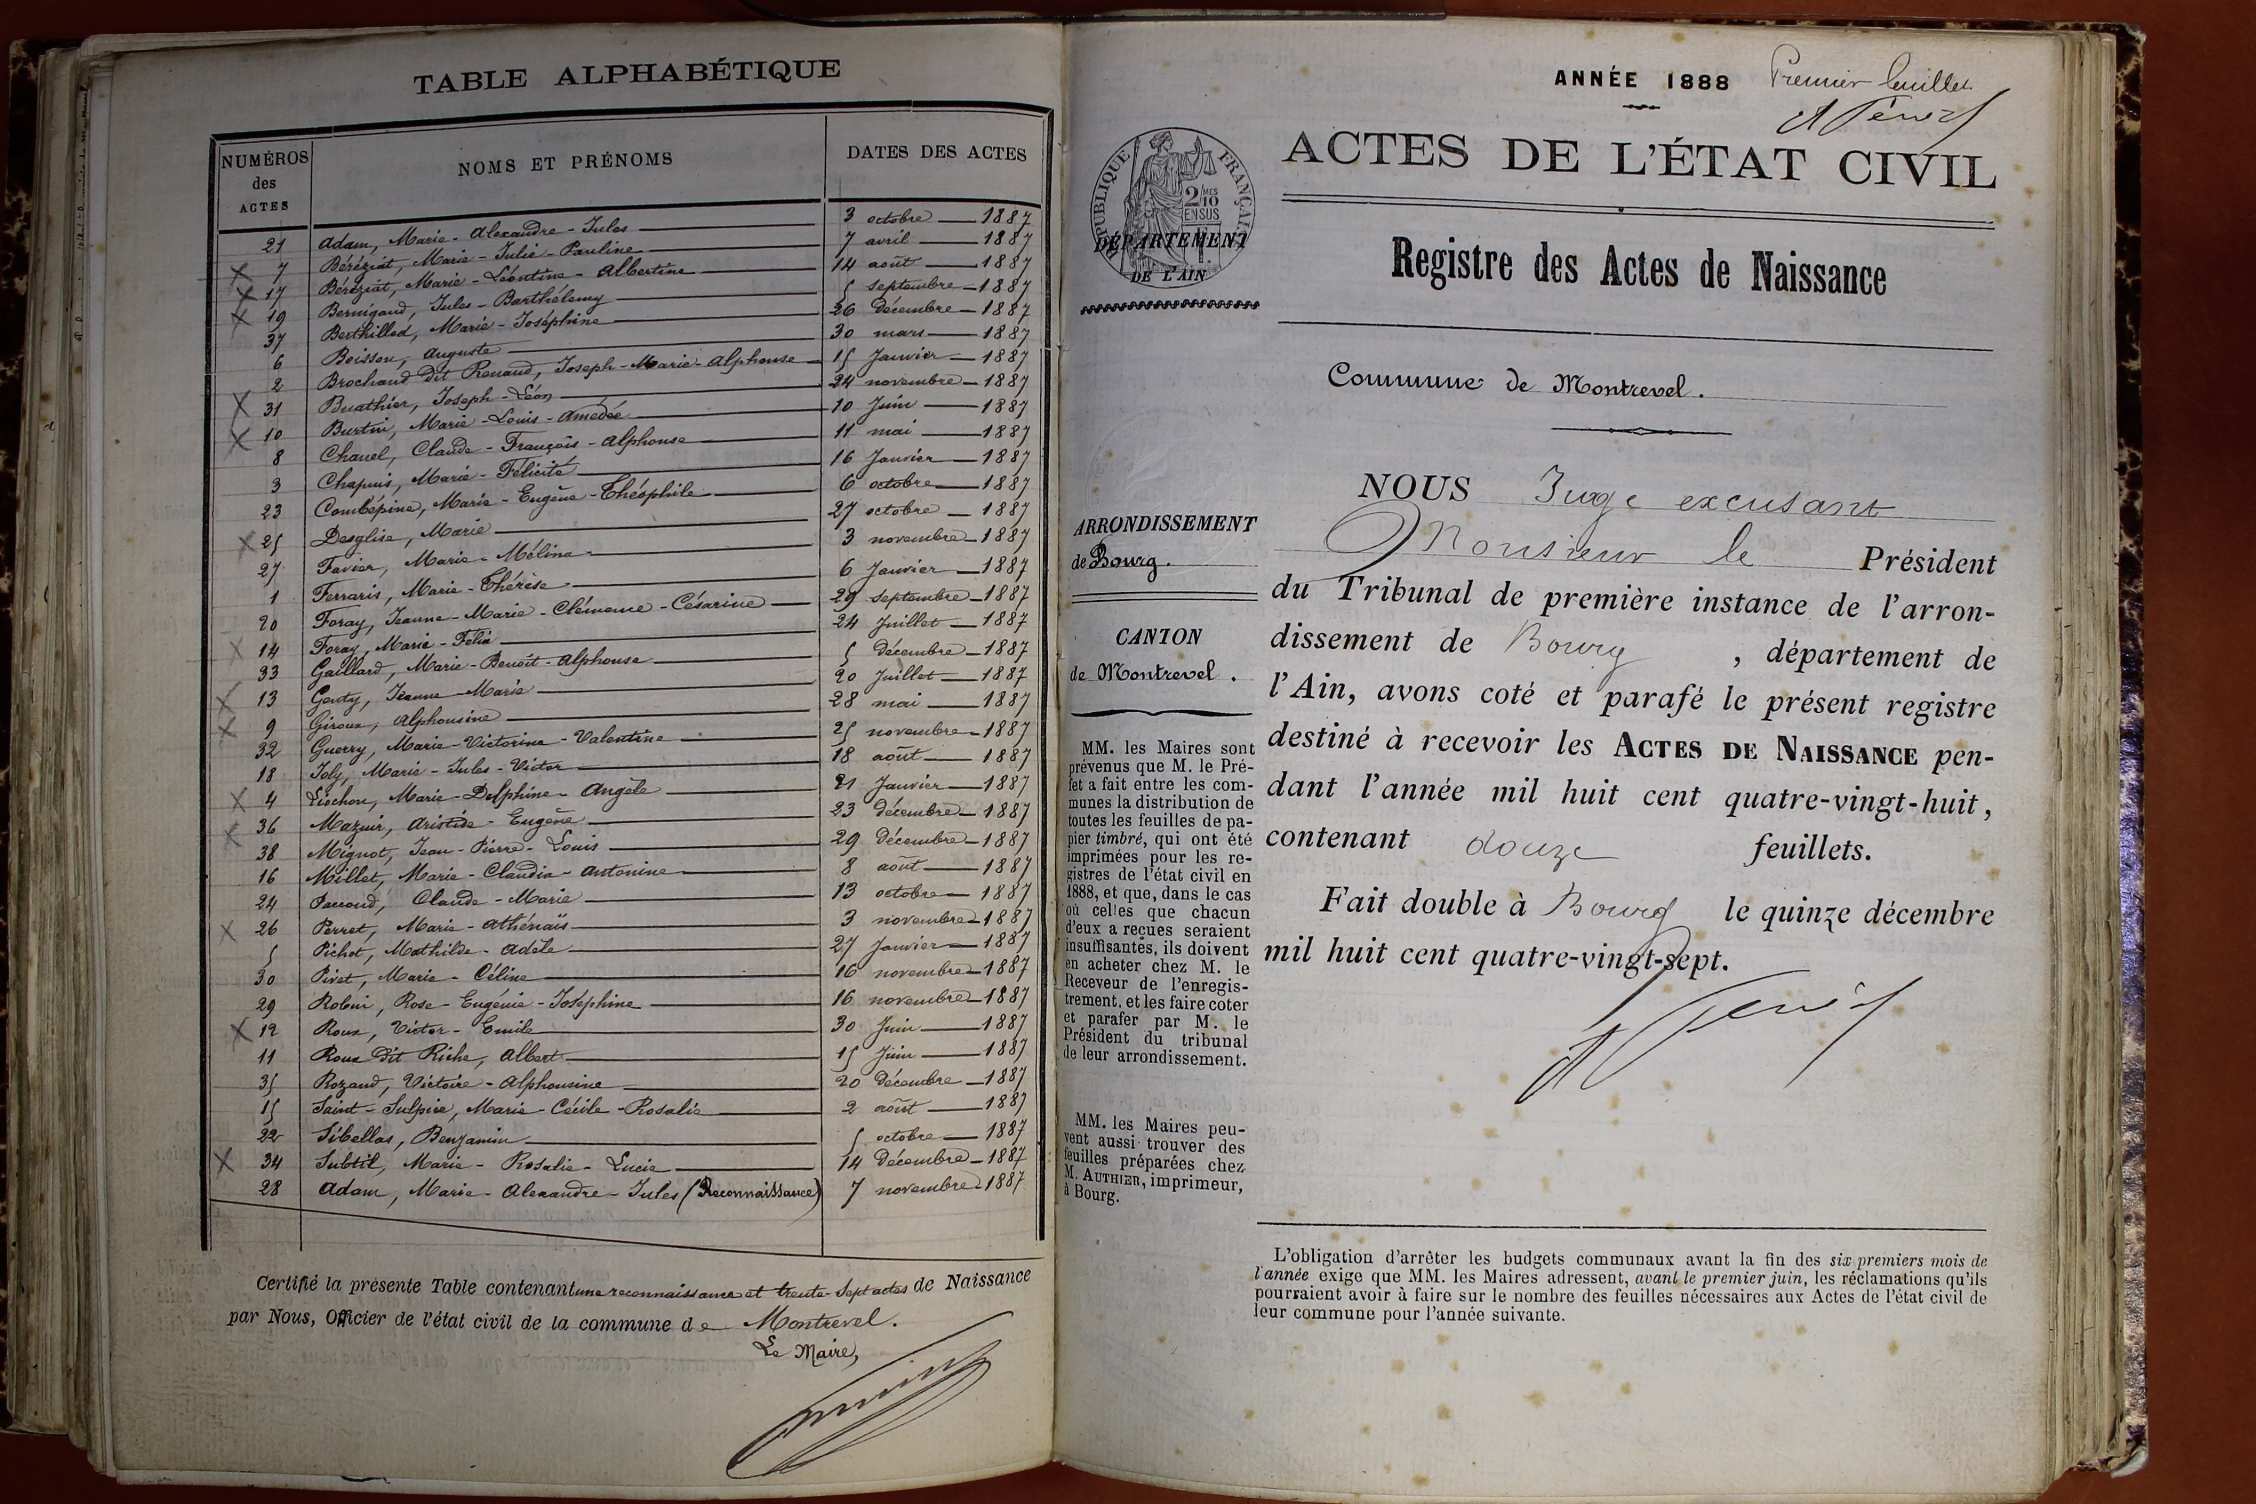 TABLE ALPHABÉTIQUE
NUMÉROS des ACTES NOMS ET PRÉNOMS DATES DES ACTES
21 Adam, Marie - Alexandre - Jules 3 octobre 1887
7 Béréziat, Marie - Julie - Pauline 7 avril 1887
17 Béréziat, Marie - Léontine - Albertine 14 août 1887
19 Bernigaud, Jules - Barthélemy 5 septembre 1887
37 Berthilled, Marie - Joséphine 26 décembre 1887
6 Boisson, Auguste 30 mars 1887
2 Brochand dit Renaud, Joseph - Marie - Alphonse 15 Janvier 1887
31 Buathier, Joseph - Léon 24 novembre 1887
10 Burtin, Marie - Louis - Amédée 10 Juin 1887
8 Chanel, Claude - François - Alphonse 11 mai 1887
3 Chapuis, Marie - Félicité 16 Janvier 1887
23 Combépine, Marie - Eugène - Théophile 6 octobre 1887
25 Desglise, Marie 27 octobre 1887
27 Favier, Marie - Mélina 3 novembre 1887
1 Ferraris, Marie - Thérèse 6 Janvier 1887
20 Foray, Jeanne - Marie - Clémence - Césarine 29 septembre 1887
14 Foray, Marie - Félix 24 Juillet 1887
33 Gaillard, Marie - Benoît - Alphonse 5 décembre 1887
13 Gouty, Jeanne - Marie 20 Juillet 1887
9 Giroux, Alphonsine 28 mai 1887
32 Guerry, Marie - Victorine - Valentine 25 novembre 1887
18 Joly, Marie - Jules - Victor 18 août 1887
4 Liochon, Marie - Delphine - Angèle 21 Janvier 1887
36 Mazuir, Aristide - Eugène 23 décembre 1887
38 Mignot, Jean - Pierre - Louis 29 Décembre 1887
16 Millet, Marie - Claudia - Antonine 8 août 1887
24 Paccoud, Claude - Marie 13 octobre 1887
26 Perret, Marie - Athénaïs 3 novembre 1887
5 Pichot, Mathilde - Adèle 27 Janvier 1887
30 Pivet, Marie - Céline 16 novembre 1887
29 Robin, Rose - Eugénie - Joséphine 16 novembre 1887
12 Roux, Victor - Emile 30 Juin 1887
11 Roux dit Riche, Albert 15 Juin 1887
35 Rozand, Victoire - Alphonsine 20 Décembre 1887
15 Saint - Sulpice, Marie - Cécile - Rosalie 2 août 1887
22 Sibellas, Benjamin 5 octobre 1887
34 Subtil, Marie - Rosalie - Lucie 14 Décembre 1887
28 Adam, Marie - Alexandre - Jules (Reconnaissance) 7 novembre 1887
Certifié la présente Table contenant une reconnaissance et trente-sept actes de Naissance
par Nous, Officier de l'état civil de la commune de Montrevel.
Le Maire,
ANNÉE 1888 Premier feuillet
ACTES DE L'ÉTAT CIVIL
RÉPUBLIQUE FRANÇAISE
2/10 MES
EN SUS
DÉPARTEMENT
DE L'AIN
Registre des Actes de Naissance
Commune de Montrevel.
ARRONDISSEMENT
de Bourg.
CANTON
de Montrevel.
MM. les Maires sont
prévenus que M. le Pré-
fet a fait entre les com-
munes la distribution de
toutes les feuilles de pa-
pier timbré, qui ont été
imprimées pour les re-
gistres de l'état civil en
1888, et que, dans le cas
où celles que chacun
d'eux a reçues seraient
insuffisantes, ils doivent
en acheter chez M. le
Receveur de l'enregis-
trement, et les faire coter
et parafer par M. le
Président du tribunal
de leur arrondissement.
MM. les Maires peu-
vent aussi trouver des
feuilles préparées chez
M. AUTHIER, imprimeur,
à Bourg.
NOUS Juge excusant
Monsieur le Président
du Tribunal de première instance de l'arron-
dissement de Bourg , département de
l'Ain, avons coté et parafé le présent registre
destiné à recevoir les ACTES DE NAISSANCE pen-
dant l'année mil huit cent quatre-vingt-huit,
contenant douze feuillets.
Fait double à Bourg le quinze décembre
mil huit cent quatre-vingt-sept.
L'obligation d'arrêter les budgets communaux avant la fin des six premiers mois de
l'année exige que MM. les Maires adressent, avant le premier juin, les réclamations qu'ils
pourraient avoir à faire sur le nombre des feuilles nécessaires aux Actes de l'état civil de
leur commune pour l'année suivante.